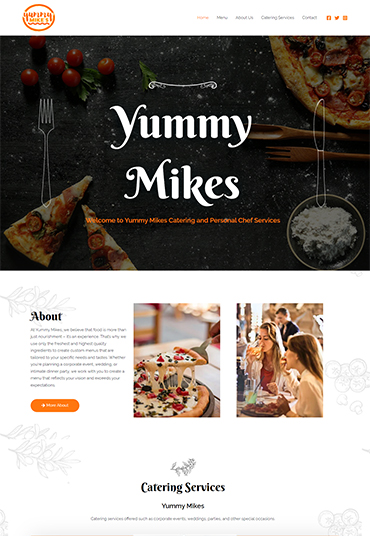 YUMMY
MIKES
Home Menu About Us Catering Services Contact
Yummy
Mikes
Welcome to Yummy Mikes Catering and Personal Chef Services
About
At Yummy Mikes, we believe that food is more than
just nourishment – it's an experience. That's why we
use only the freshest and highest quality
ingredients to create custom menus that are
tailored to your specific needs and tastes. Whether
you're planning a corporate event, wedding, or
intimate dinner party, we work with you to create a
menu that reflects your vision and exceeds your
expectations.
More About
Catering Services
Yummy Mikes
Catering services offered such as corporate events, weddings, parties, and other special occasions.